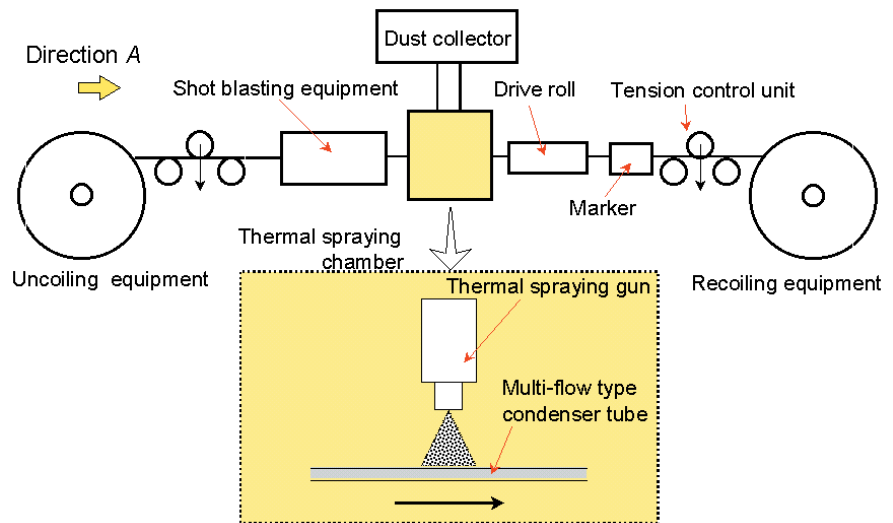 Dust collector
Direction A
Shot blasting equipment
Drive roll
Tension control unit
Marker
Thermal spraying
chamber
Uncoiling equipment
Recoiling equipment
Thermal spraying gun
Multi-flow type
condenser tube